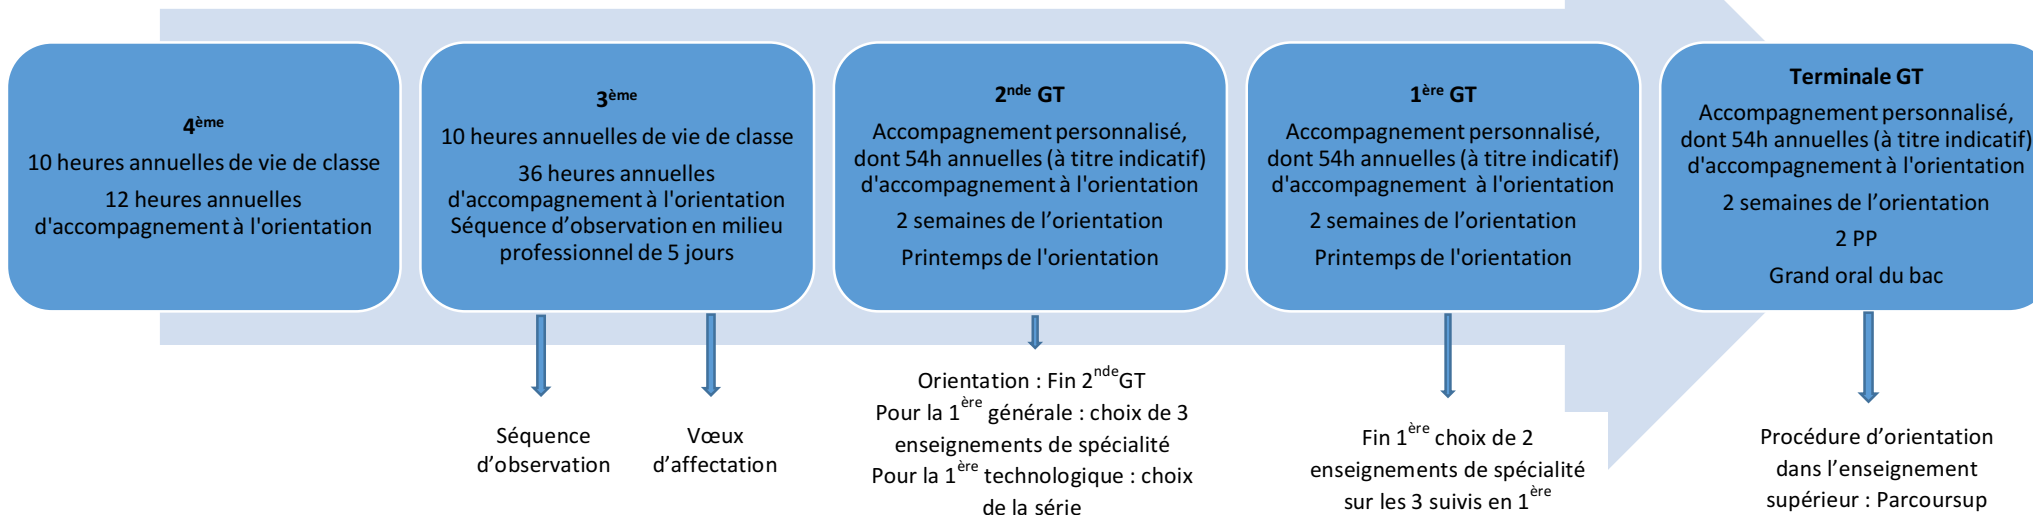 4ème
10 heures annuelles de vie de classe
12 heures annuelles
d'accompagnement à l'orientation
3ème
10 heures annuelles de vie de classe
36 heures annuelles
d'accompagnement à l'orientation
Séquence d’observation en milieu
professionnel de 5 jours
2nde GT
Accompagnement personnalisé,
dont 54h annuelles (à titre indicatif)
d'accompagnement à l'orientation
2 semaines de l’orientation
Printemps de l'orientation
1ère GT
Accompagnement personnalisé,
dont 54h annuelles (à titre indicatif)
d'accompagnement à l'orientation
2 semaines de l’orientation
Printemps de l'orientation
Terminale GT
Accompagnement personnalisé,
dont 54h annuelles (à titre indicatif)
d'accompagnement à l'orientation
2 semaines de l’orientation
2 PP
Grand oral du bac
Séquence
d’observation
Vœux
d’affectation
Orientation : Fin 2nde GT
Pour la 1ère générale : choix de 3
enseignements de spécialité
Pour la 1ère technologique : choix
de la série
Fin 1ère choix de 2
enseignements de spécialité
sur les 3 suivis en 1ère
Procédure d’orientation
dans l’enseignement
supérieur : Parcoursup